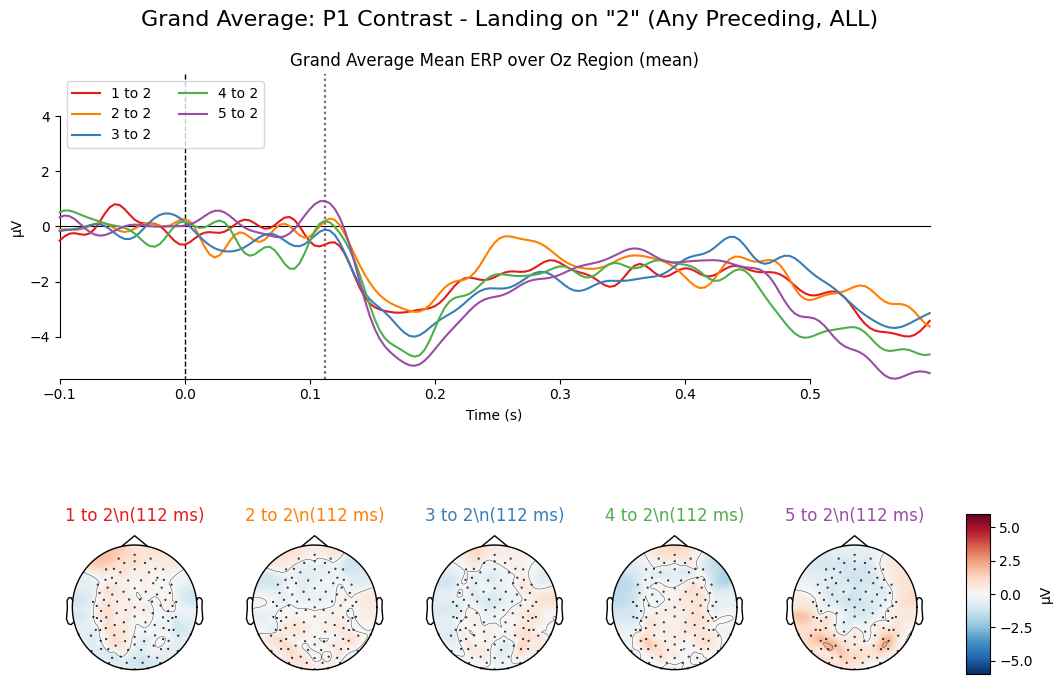 Grand Average: P1 Contrast - Landing on "2" (Any Preceding, ALL)
Grand Average Mean ERP over Oz Region (mean)
1 to 2
2 to 2
3 to 2
4 to 2
5 to 2
4
2
0
−2
−4
µV
−0.1
0.0
0.1
0.2
0.3
0.4
0.5
Time (s)
1 to 2\n(112 ms)
2 to 2\n(112 ms)
3 to 2\n(112 ms)
4 to 2\n(112 ms)
5 to 2\n(112 ms)
5.0
2.5
0.0
−2.5
−5.0
µV